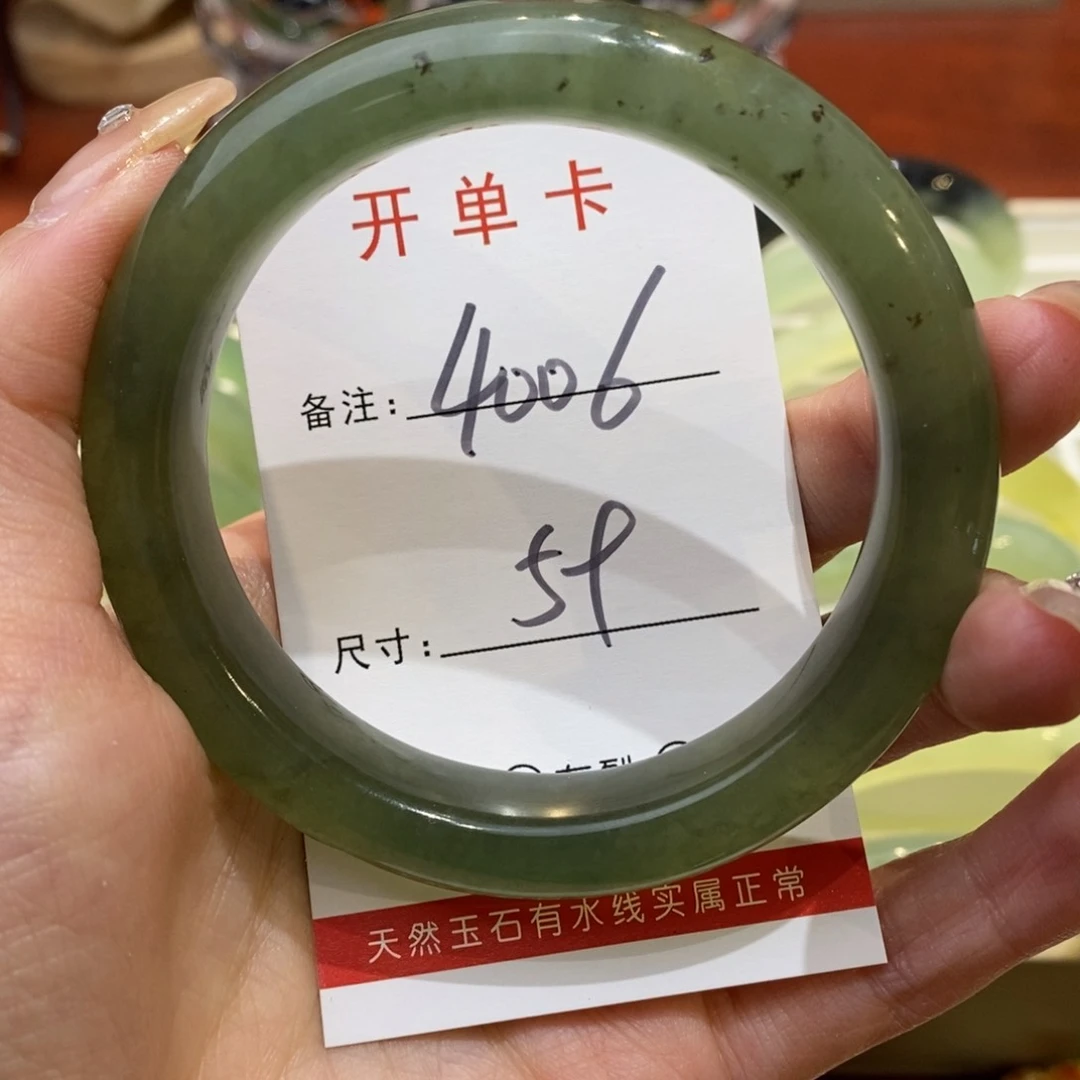 开单卡
备注: 4006
尺寸: 59
天然玉石有水线实属正常